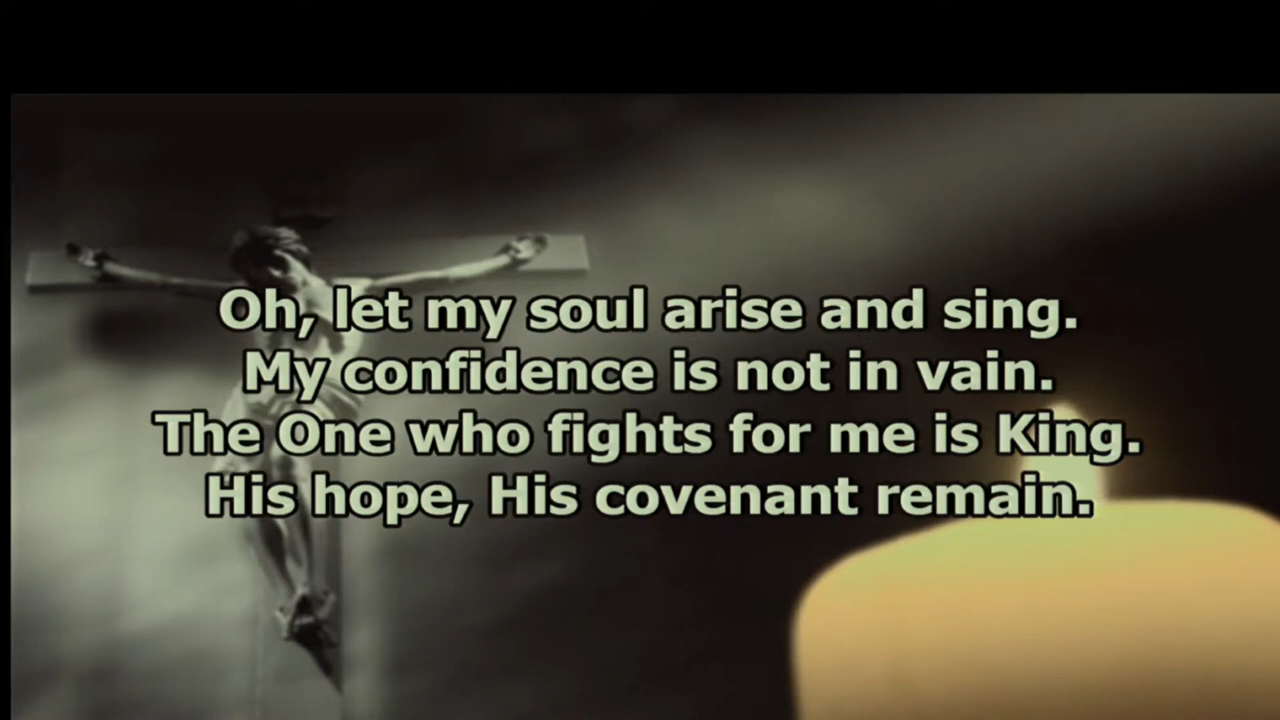 Oh, let my soul arise and sing.
My confidence is not in vain.
The One who fights for me is King.
His hope, His covenant remain.